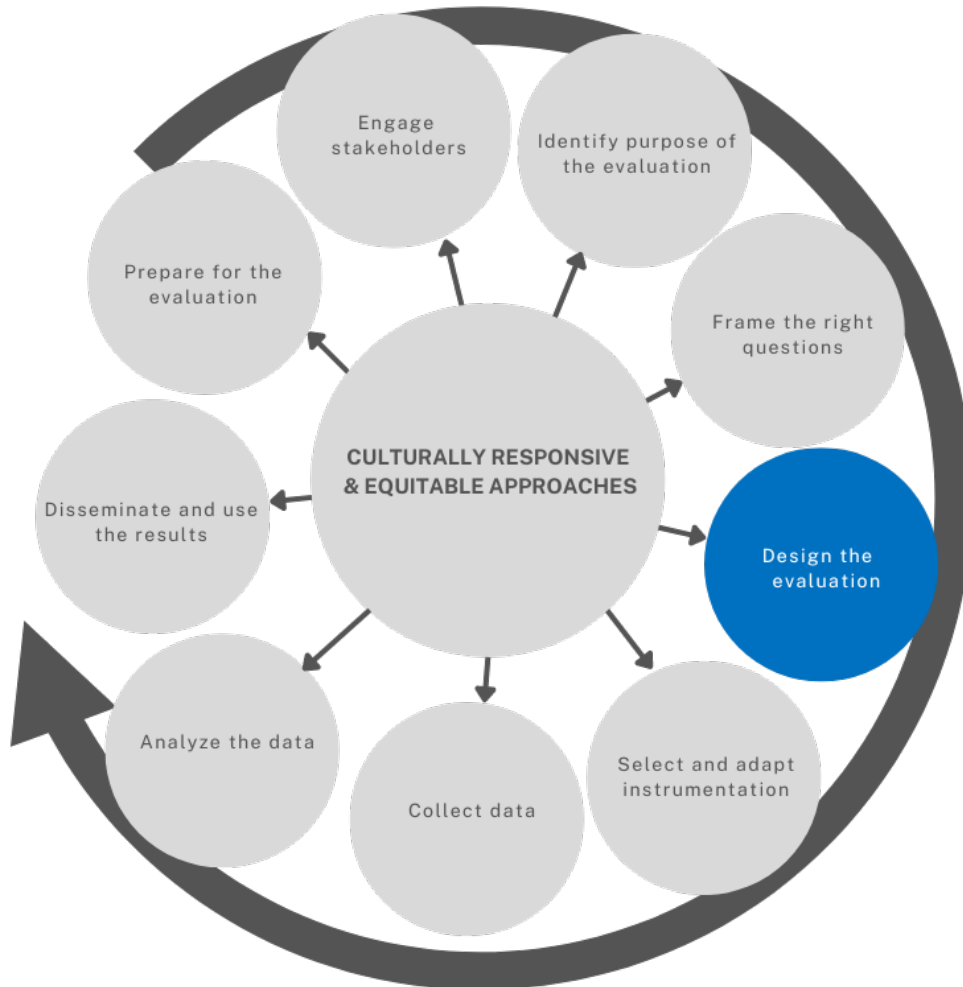 Engage
stakeholders
Identify purpose of
the evaluation
Prepare for the
evaluation
Frame the right
questions
CULTURALLY RESPONSIVE
& EQUITABLE APPROACHES
Disseminate and use
the results
Design the
evaluation
Analyze the data
Select and adapt
instrumentation
Collect data